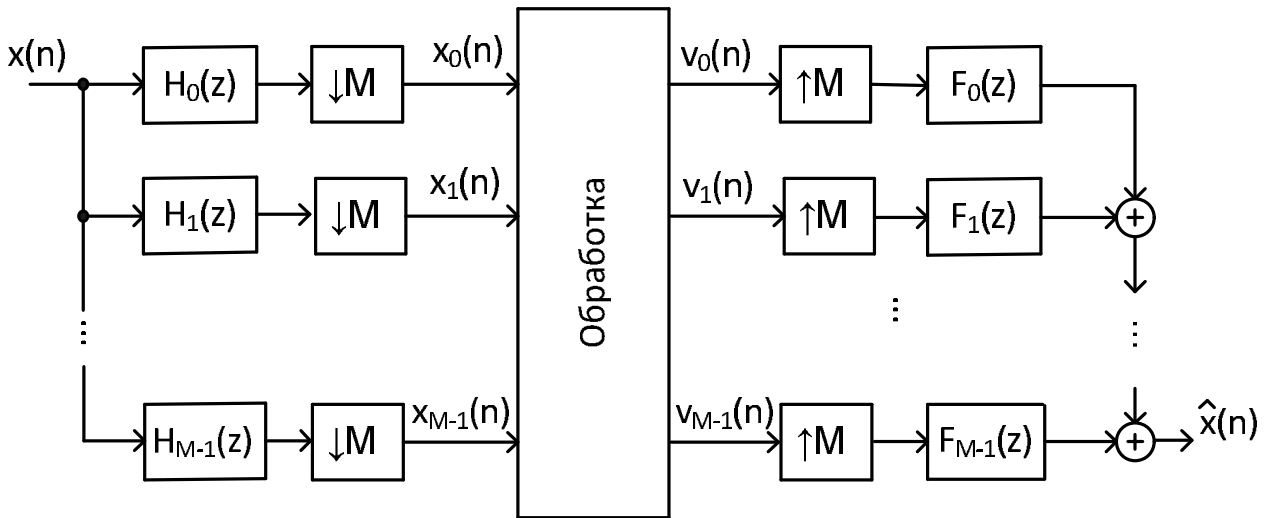 x(n) H₀(z) ↓M x₀(n) v₀(n) ↑M F₀(z)
H₁(z) ↓M x₁(n) v₁(n) ↑M F₁(z) +
Обработка
... ... ...
H_{M-1}(z) ↓M x_{M-1}(n) v_{M-1}(n) ↑M F_{M-1}(z) + x̂(n)